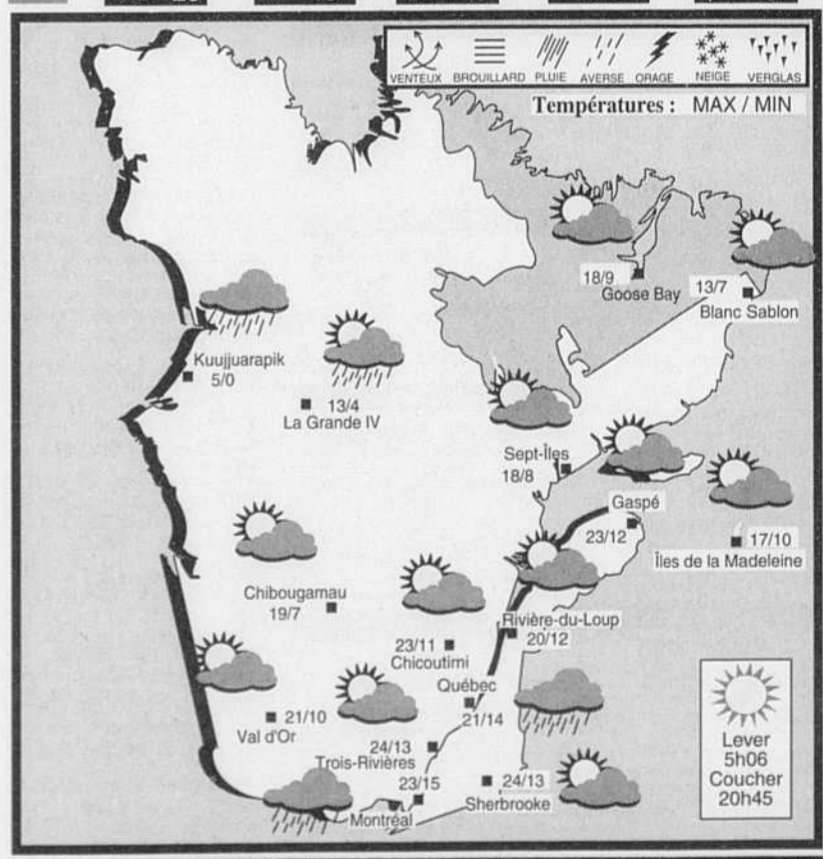 VENTEUX BROUILLARD PLUIE AVERSE ORAGE NEIGE VERGLAS
Températures : MAX / MIN
18/9
Goose Bay
13/7
Blanc Sablon
Kuujjuarapik
5/0
13/4
La Grande IV
Sept-Îles
18/8
Gaspé
23/12
17/10
Îles de la Madeleine
Chibougamau
19/7
Rivière-du-Loup
20/12
23/11
Chicoutimi
Québec
21/14
21/10
Val d'Or
24/13
Trois-Rivières
23/15
Montréal
24/13
Sherbrooke
Lever
5h06
Coucher
20h45